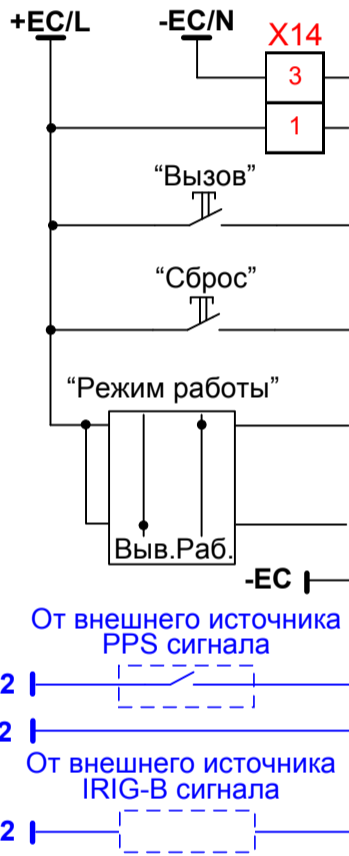 +EC/L
-EC/N
X14
3
1
“Вызов”
“Сброс”
“Режим работы”
Выв.Раб.
-EC
От внешнего источника
PPS сигнала
2
2
От внешнего источника
IRIG-B сигнала
2